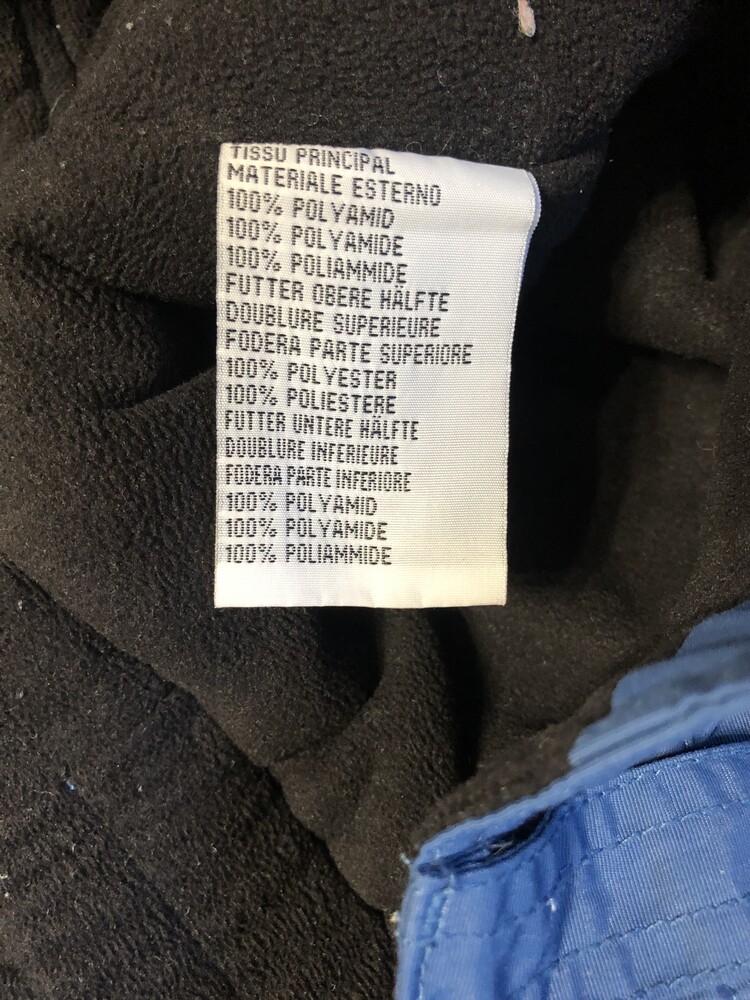 TISSU PRINCIPAL
MATERIALE ESTERNO
100% POLYAMID
100% POLYAMIDE
100% POLIAMMIDE
FUTTER OBERE HÄLFTE
DOUBLURE SUPERIEURE
FODERA PARTE SUPERIORE
100% POLYESTER
100% POLIESTERE
FUTTER UNTERE HÄLFTE
DOUBLURE INFERIEURE
FODERA PARTE INFERIORE
100% POLYAMID
100% POLYAMIDE
100% POLIAMMIDE